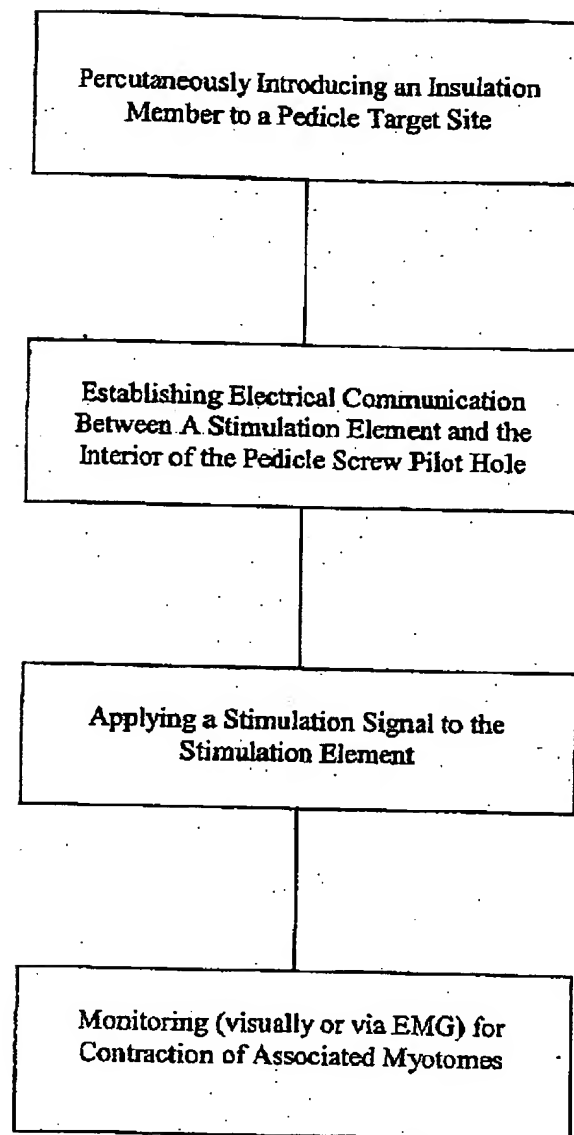 Percutaneously Introducing an Insulation
Member to a Pedicle Target Site
Establishing Electrical Communication
Between A Stimulation Element and the
Interior of the Pedicle Screw Pilot Hole
Applying a Stimulation Signal to the
Stimulation Element
Monitoring (visually or via EMG) for
Contraction of Associated Myotomes